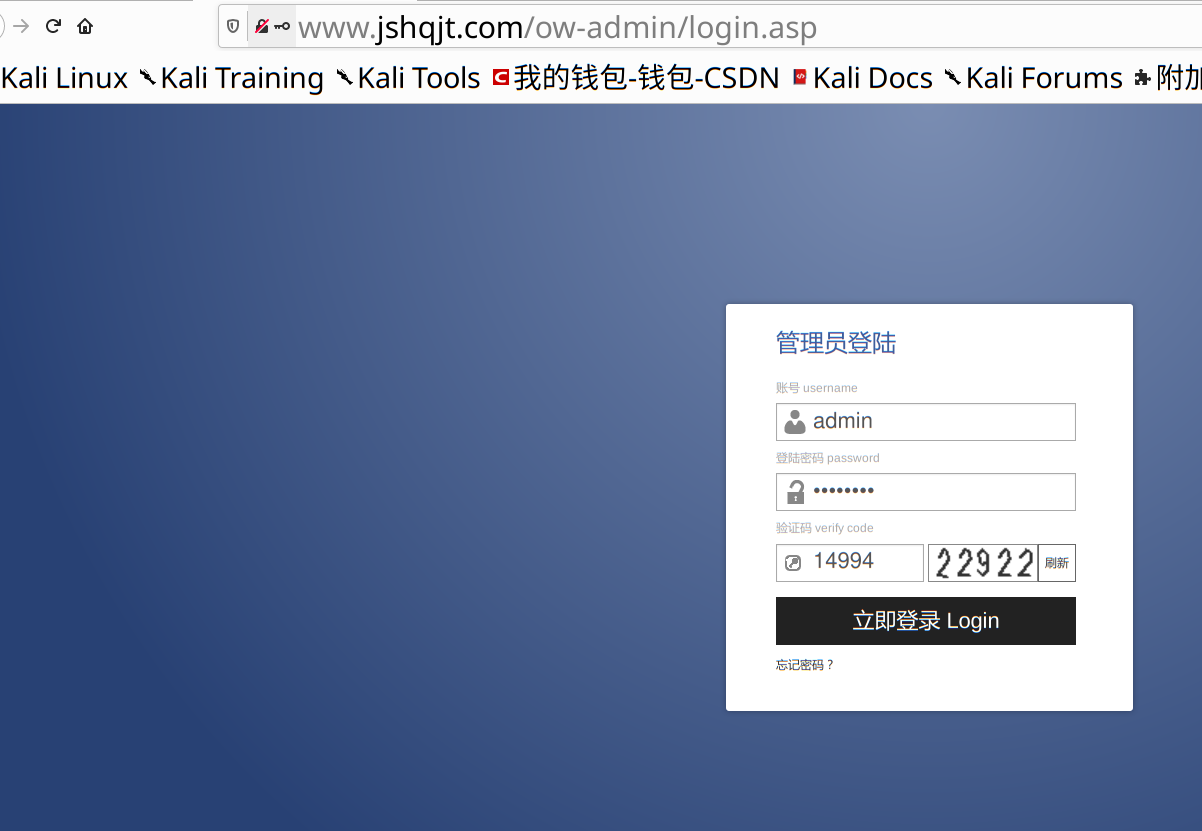 www.jshqjt.com/ow-admin/login.asp
Kali Linux Kali Training Kali Tools 我的钱包-钱包-CSDN Kali Docs Kali Forums 附加
管理员登陆
账号 username
admin
登陆密码 password
••••••••
验证码 verify code
14994 22922 刷新
立即登录 Login
忘记密码？